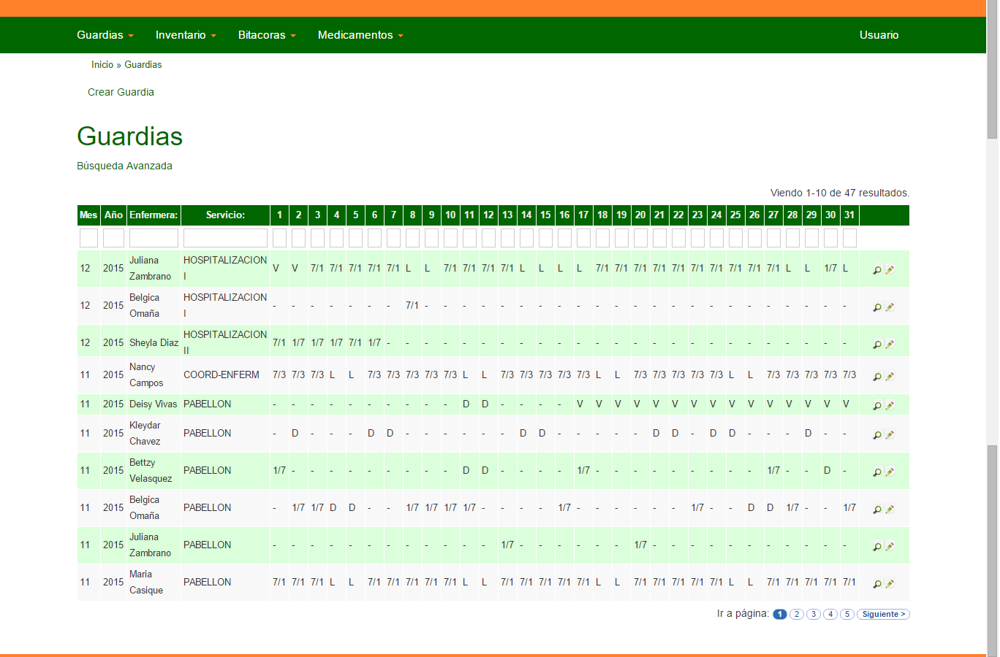 Guardias Inventario Bitacoras Medicamentos Usuario
Inicio » Guardias
Crear Guardia
Guardias
Búsqueda Avanzada
Viendo 1-10 de 47 resultados.
Mes Año Enfermera: Servicio: 1 2 3 4 5 6 7 8 9 10 11 12 13 14 15 16 17 18 19 20 21 22 23 24 25 26 27 28 29 30 31
12 2015 Juliana Zambrano HOSPITALIZACION I V V 7/1 7/1 7/1 7/1 7/1 L L 7/1 7/1 7/1 7/1 L L L L 7/1 7/1 7/1 7/1 7/1 7/1 7/1 7/1 7/1 7/1 L L 1/7 L
12 2015 Belgica Omaña HOSPITALIZACION I - - - - - - - 7/1 - - - - - - - - - - - - - - - - - - - - - - -
12 2015 Sheyla Diaz HOSPITALIZACION II 7/1 1/7 1/7 1/7 7/1 1/7 - - - - - - - - - - - - - - - - - - - - - - - - -
11 2015 Nancy Campos COORD-ENFERM 7/3 7/3 7/3 L L 7/3 7/3 7/3 7/3 7/3 L L 7/3 7/3 7/3 7/3 7/3 L L 7/3 7/3 7/3 7/3 7/3 L L 7/3 7/3 7/3 7/3 7/3
11 2015 Deisy Vivas PABELLON - - - - - - - - - - D D - - - - V V V V V V V V V V V V V V V
11 2015 Kleydar Chavez PABELLON - D - - - D D - - - - - - D D - - - - - D D - D D - - - D - -
11 2015 Bettzy Velasquez PABELLON 1/7 - - - - - - - - - D D - - - - 1/7 - - - - - - - - - 1/7 - - D -
11 2015 Belgica Omaña PABELLON - 1/7 1/7 D D - - 1/7 1/7 1/7 1/7 - - - - 1/7 - - - - - - 1/7 - - D D 1/7 - - 1/7
11 2015 Juliana Zambrano PABELLON - - - - - - - - - - - - 1/7 - - - - - - 1/7 - - - - - - - - - - -
11 2015 Maria Casique PABELLON 7/1 7/1 7/1 L L 7/1 7/1 7/1 7/1 7/1 L L 7/1 7/1 7/1 7/1 7/1 L L 7/1 7/1 7/1 7/1 7/1 L L 7/1 7/1 7/1 7/1 7/1
Ir a página: 1 2 3 4 5 Siguiente >